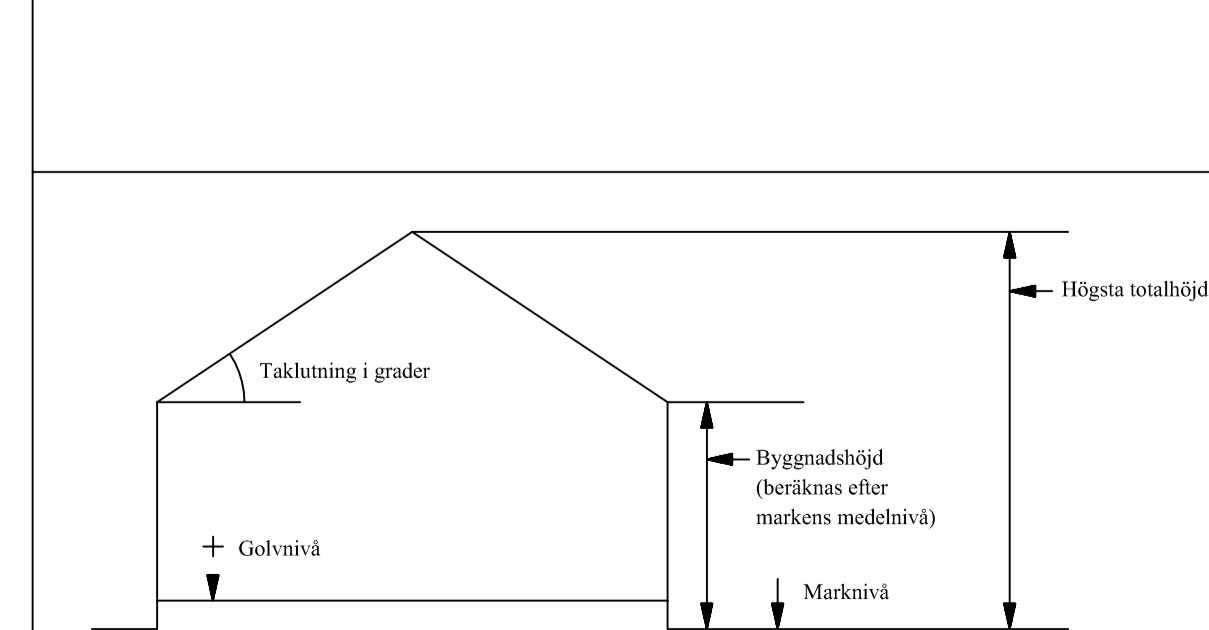 Högsta totalhöjd
Taklutning i grader
Byggnadshöjd
(beräknas efter
markens medelnivå)
+ Golvnivå
Marknivå